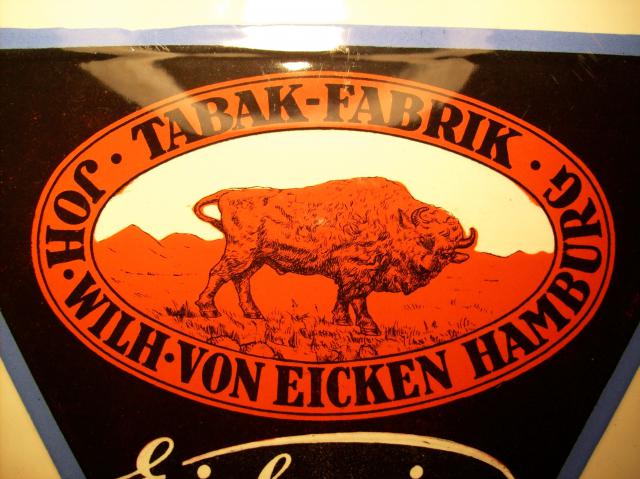 TABAK-FABRIK
JOH · WILH · VON EICKEN HAMBURG